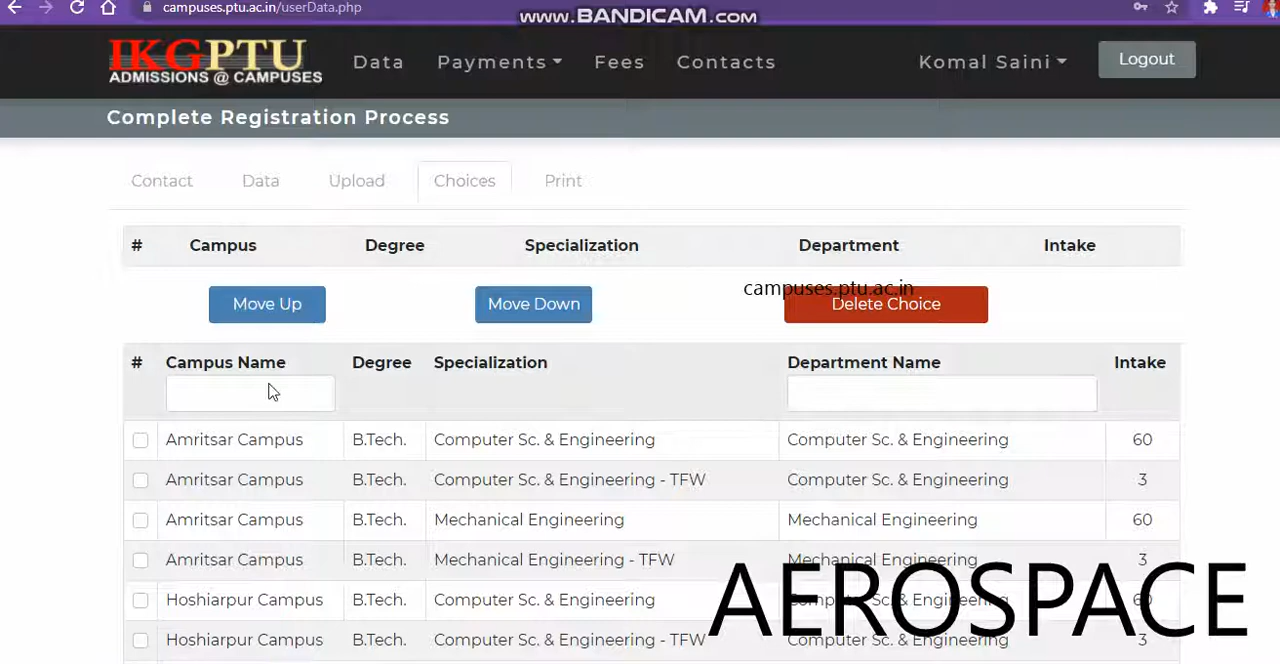 campuses.ptu.ac.in/userData.php
www.BANDICAM.com
IKGPTU
ADMISSIONS @ CAMPUSES
Data Payments Fees Contacts Komal Saini Logout
Complete Registration Process
Contact Data Upload Choices Print
# Campus Degree Specialization Department Intake
campuses.ptu.ac.in
Move Up Move Down Delete Choice
# Campus Name Degree Specialization Department Name Intake
Amritsar Campus B.Tech. Computer Sc. & Engineering Computer Sc. & Engineering 60
Amritsar Campus B.Tech. Computer Sc. & Engineering - TFW Computer Sc. & Engineering 3
Amritsar Campus B.Tech. Mechanical Engineering Mechanical Engineering 60
Amritsar Campus B.Tech. Mechanical Engineering - TFW Mechanical Engineering 3
Hoshiarpur Campus B.Tech. Computer Sc. & Engineering Computer Sc. & Engineering 60
AEROSPACE
Hoshiarpur Campus B.Tech. Computer Sc. & Engineering - TFW Computer Sc. & Engineering 3